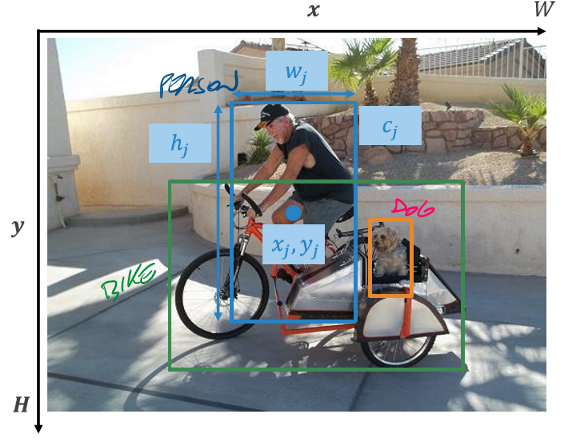 x
W
PERSON
w_j
h_j
c_j
y
DOG
x_j, y_j
BIKE
H